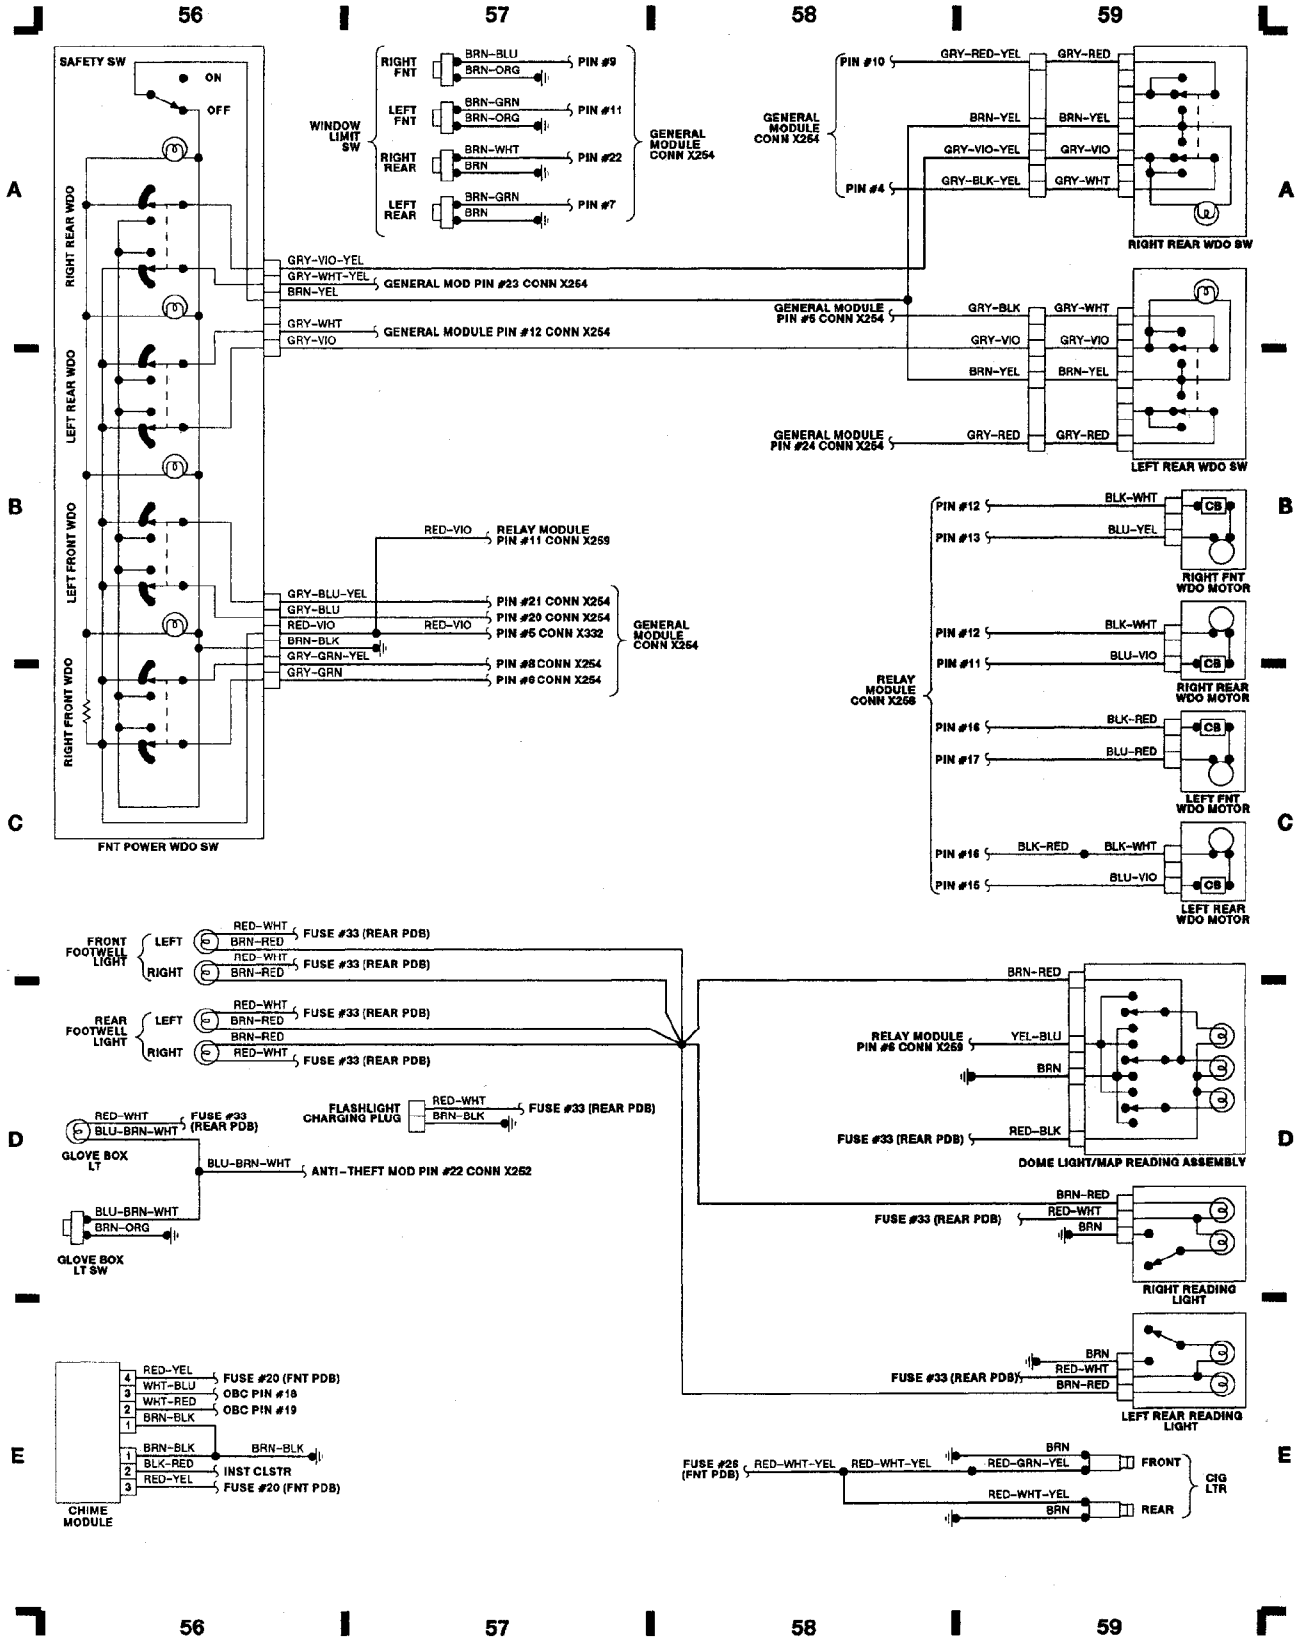 56 57 58 59
A A
B B
C C
D D
E E
SAFETY SW
ON
OFF
RIGHT REAR WDO
LEFT REAR WDO
LEFT FRONT WDO
RIGHT FRONT WDO
FNT POWER WDO SW
WINDOW
LIMIT
SW
RIGHT
FNT
BRN-BLU
PIN #9
BRN-ORG
LEFT
FNT
BRN-GRN
PIN #11
BRN-ORG
RIGHT
REAR
BRN-WHT
PIN #22
BRN
LEFT
REAR
BRN-GRN
PIN #7
BRN
GENERAL
MODULE
CONN X254
GENERAL
MODULE
CONN X254
PIN #10
GRY-RED-YEL GRY-RED
BRN-YEL BRN-YEL
GRY-VIO-YEL GRY-VIO
PIN #4
GRY-BLK-YEL GRY-WHT
RIGHT REAR WDO SW
GRY-VIO-YEL
GRY-WHT-YEL
GENERAL MOD PIN #23 CONN X254
BRN-YEL
GRY-WHT
GENERAL MODULE PIN #12 CONN X254
GRY-VIO
GENERAL MODULE
PIN #5 CONN X254
GRY-BLK GRY-WHT
GRY-VIO GRY-VIO
BRN-YEL BRN-YEL
GENERAL MODULE
PIN #24 CONN X254
GRY-RED GRY-RED
LEFT REAR WDO SW
RED-VIO
RELAY MODULE
PIN #11 CONN X259
GRY-BLU-YEL
PIN #21 CONN X254
GRY-BLU
PIN #20 CONN X254
RED-VIO RED-VIO
PIN #5 CONN X332
BRN-BLK
GRY-GRN-YEL
PIN #8 CONN X254
GRY-GRN
PIN #6 CONN X254
GENERAL
MODULE
CONN X254
RELAY
MODULE
CONN X258
PIN #12
BLK-WHT
CB
PIN #13
BLU-YEL
RIGHT FNT
WDO MOTOR
PIN #12
BLK-WHT
PIN #11
BLU-VIO
CB
RIGHT REAR
WDO MOTOR
PIN #16
BLK-RED
CB
PIN #17
BLU-RED
LEFT FNT
WDO MOTOR
PIN #16
BLK-RED BLK-WHT
PIN #15
BLU-VIO
CB
LEFT REAR
WDO MOTOR
FRONT
FOOTWELL
LIGHT
LEFT
RED-WHT
FUSE #33 (REAR PDB)
BRN-RED
RIGHT
RED-WHT
FUSE #33 (REAR PDB)
BRN-RED
REAR
FOOTWELL
LIGHT
LEFT
RED-WHT
FUSE #33 (REAR PDB)
BRN-RED
RIGHT
BRN-RED
RED-WHT
FUSE #33 (REAR PDB)
BRN-RED
RELAY MODULE
PIN #6 CONN X259
YEL-BLU
BRN
FUSE #33 (REAR PDB)
RED-BLK
DOME LIGHT/MAP READING ASSEMBLY
FLASHLIGHT
CHARGING PLUG
RED-WHT
FUSE #33 (REAR PDB)
BRN-BLK
RED-WHT
FUSE #33
(REAR PDB)
BLU-BRN-WHT
GLOVE BOX
LT
BLU-BRN-WHT
ANTI-THEFT MOD PIN #22 CONN X252
BLU-BRN-WHT
BRN-ORG
GLOVE BOX
LT SW
BRN-RED
FUSE #33 (REAR PDB)
RED-WHT
BRN
RIGHT READING
LIGHT
BRN
FUSE #33 (REAR PDB)
RED-WHT
BRN-RED
LEFT REAR READING
LIGHT
4 RED-YEL
FUSE #20 (FNT PDB)
3 WHT-BLU
OBC PIN #18
2 WHT-RED
OBC PIN #19
1 BRN-BLK
1 BRN-BLK BRN-BLK
2 BLK-RED
INST CLSTR
3 RED-YEL
FUSE #20 (FNT PDB)
CHIME
MODULE
FUSE #26
(FNT PDB)
RED-WHT-YEL RED-WHT-YEL
BRN
RED-GRN-YEL
FRONT
RED-WHT-YEL
BRN
REAR
CIG
LTR
56 57 58 59